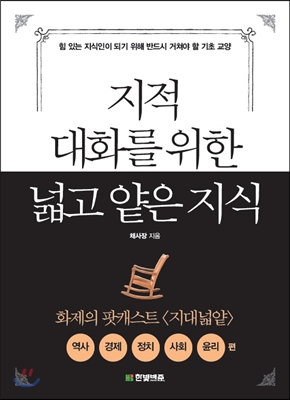 힘 있는 지식인이 되기 위해 반드시 거쳐야 할 기초 교양
지적
대화를 위한
넓고 얕은 지식
채사장 지음
화제의 팟캐스트 〈지대넓얕〉
역사 경제 정치 사회 윤리 편
한빛비즈